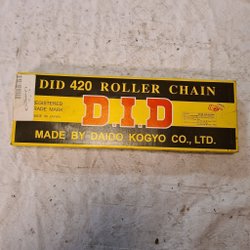 DID 420 ROLLER CHAIN
REGISTERED
TRADE MARK
D.I.D
MADE BY DAIDO KOGYO CO., LTD.